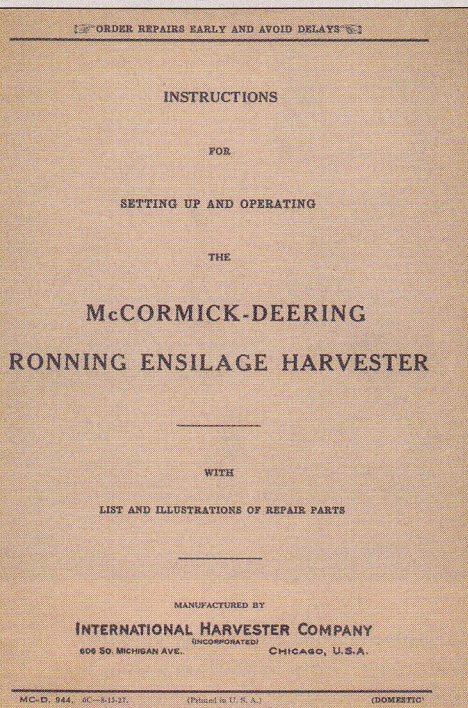 ORDER REPAIRS EARLY AND AVOID DELAYS
INSTRUCTIONS
FOR
SETTING UP AND OPERATING
THE
McCORMICK-DEERING
RONNING ENSILAGE HARVESTER
WITH
LIST AND ILLUSTRATIONS OF REPAIR PARTS
MANUFACTURED BY
INTERNATIONAL HARVESTER COMPANY
(INCORPORATED)
606 SO. MICHIGAN AVE. CHICAGO, U.S.A.
MC-D. 944. 6C—8-15-27. (Printed in U. S. A.) (DOMESTIC)